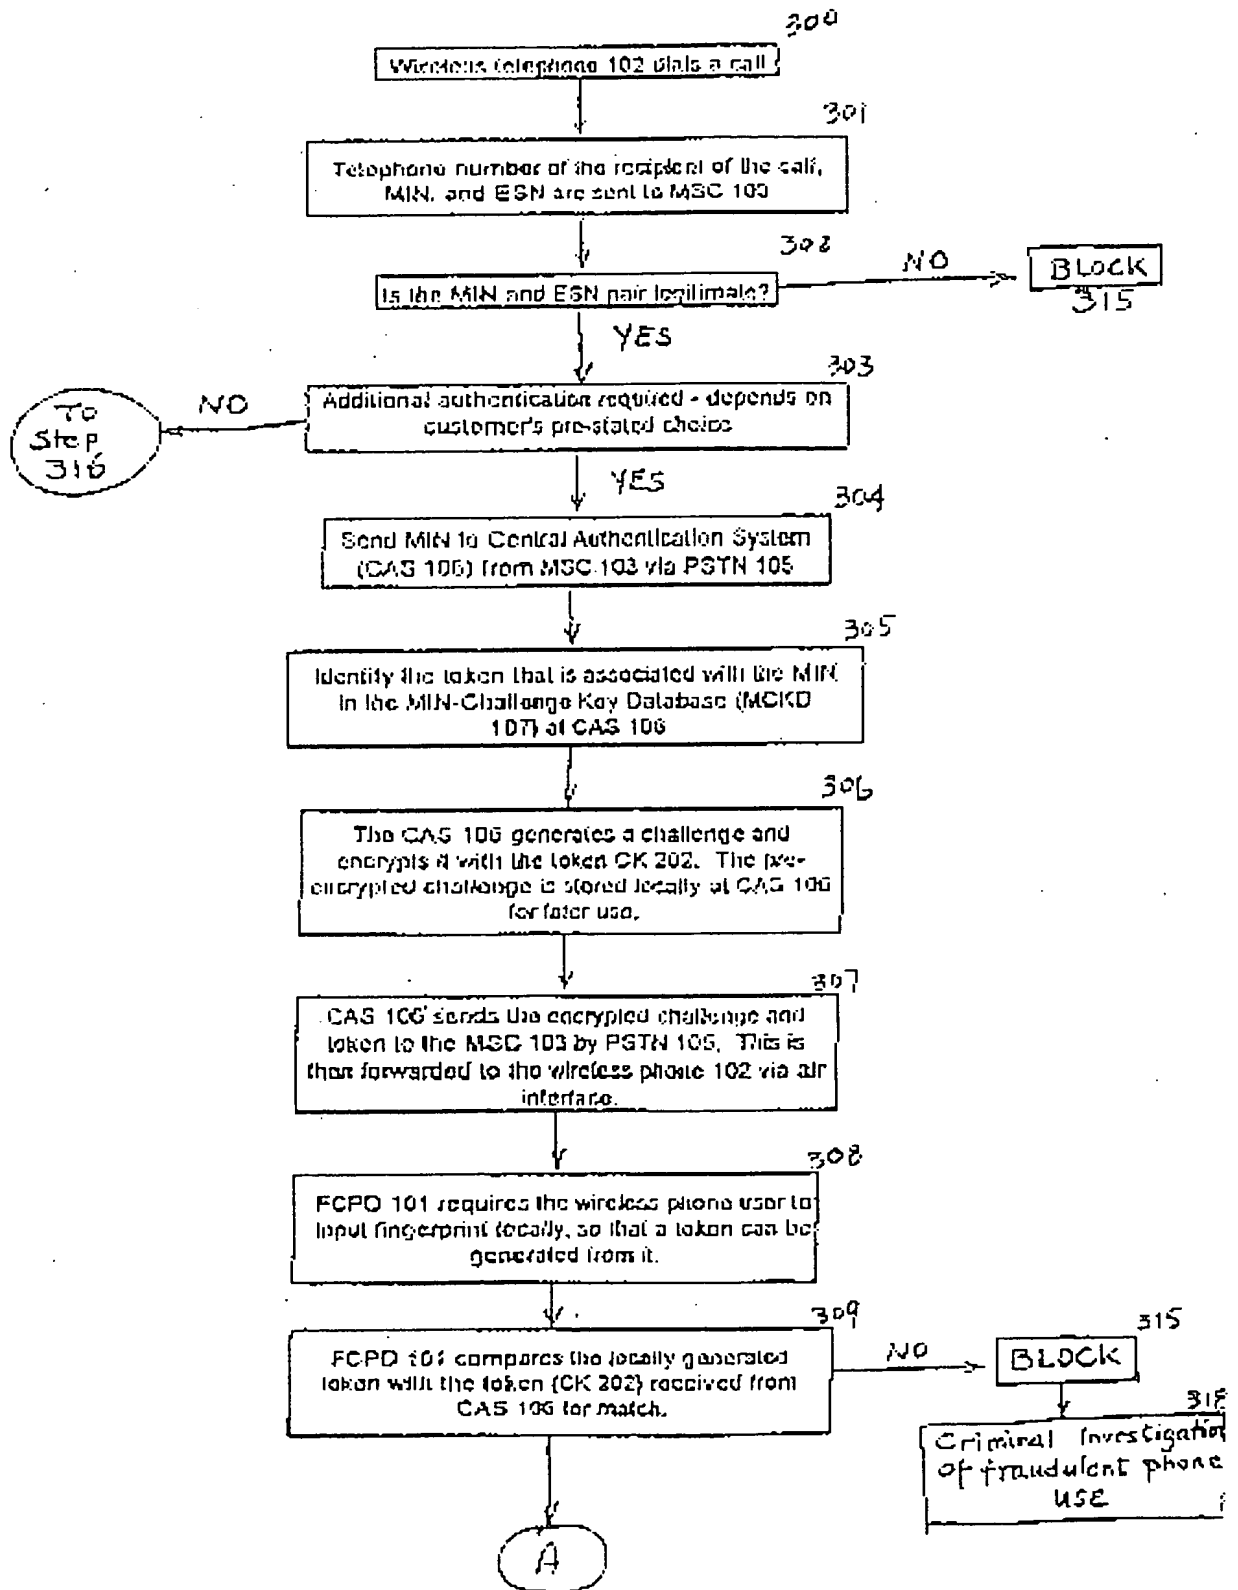 300
Wireless telephone 102 dials a call
301
Telephone number of the recipient of the call,
MIN, and ESN are sent to MSC 103
302
Is the MIN and ESN pair legitimate?
NO
BLOCK
315
YES
303
Additional authentication required - depends on
customer's pre-stated choice
NO
To
Step
316
YES
304
Send MIN to Central Authentication System
(CAS 106) from MSC 103 via PSTN 105
305
Identify the token that is associated with the MIN
in the MIN-Challenge Key Database (MCKD
107) at CAS 106
306
The CAS 106 generates a challenge and
encrypts it with the token CK 202. The pre-
encrypted challenge is stored locally at CAS 106
for later use.
307
CAS 106 sends the encrypted challenge and
token to the MSC 103 by PSTN 105. This is
then forwarded to the wireless phone 102 via air
interface.
308
FCPD 101 requires the wireless phone user to
input fingerprint locally, so that a token can be
generated from it.
309
FCPD 101 compares the locally generated
token with the token (CK 202) received from
CAS 106 for match.
NO
315
BLOCK
318
Criminal Investigation
of fraudulent phone
USE
A